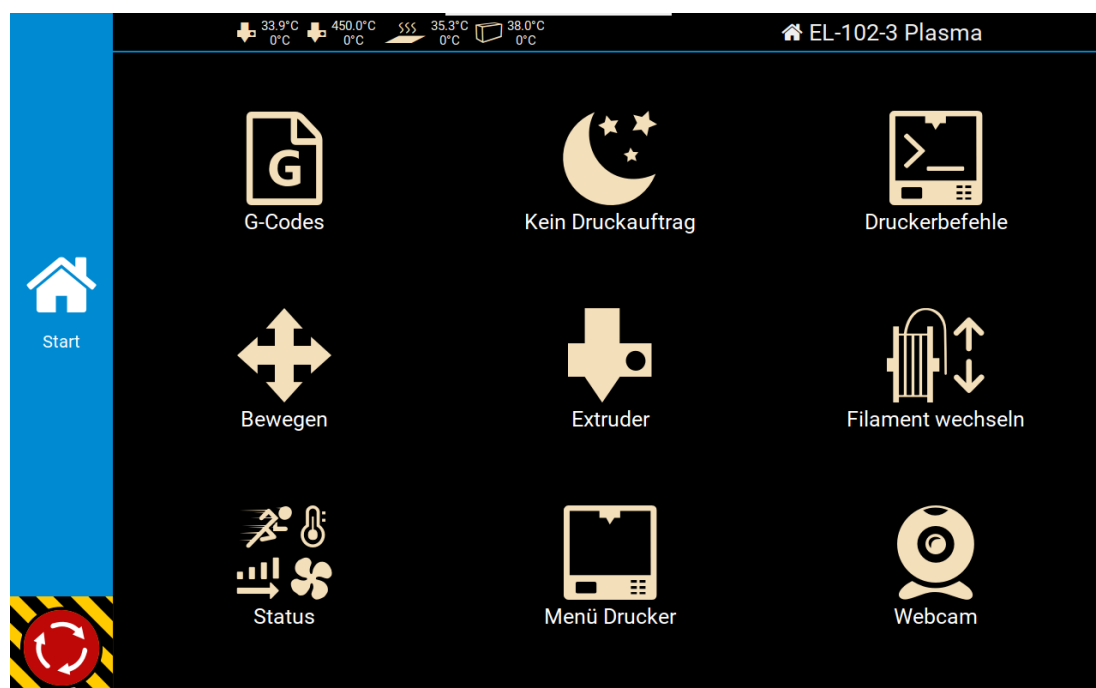 33.9°C 450.0°C 35.3°C 38.0°C
0°C 0°C 0°C 0°C
EL-102-3 Plasma
G
G-Codes
Kein Druckauftrag
>_
Druckerbefehle
Start
Bewegen
Extruder
Filament wechseln
Status
Menü Drucker
Webcam